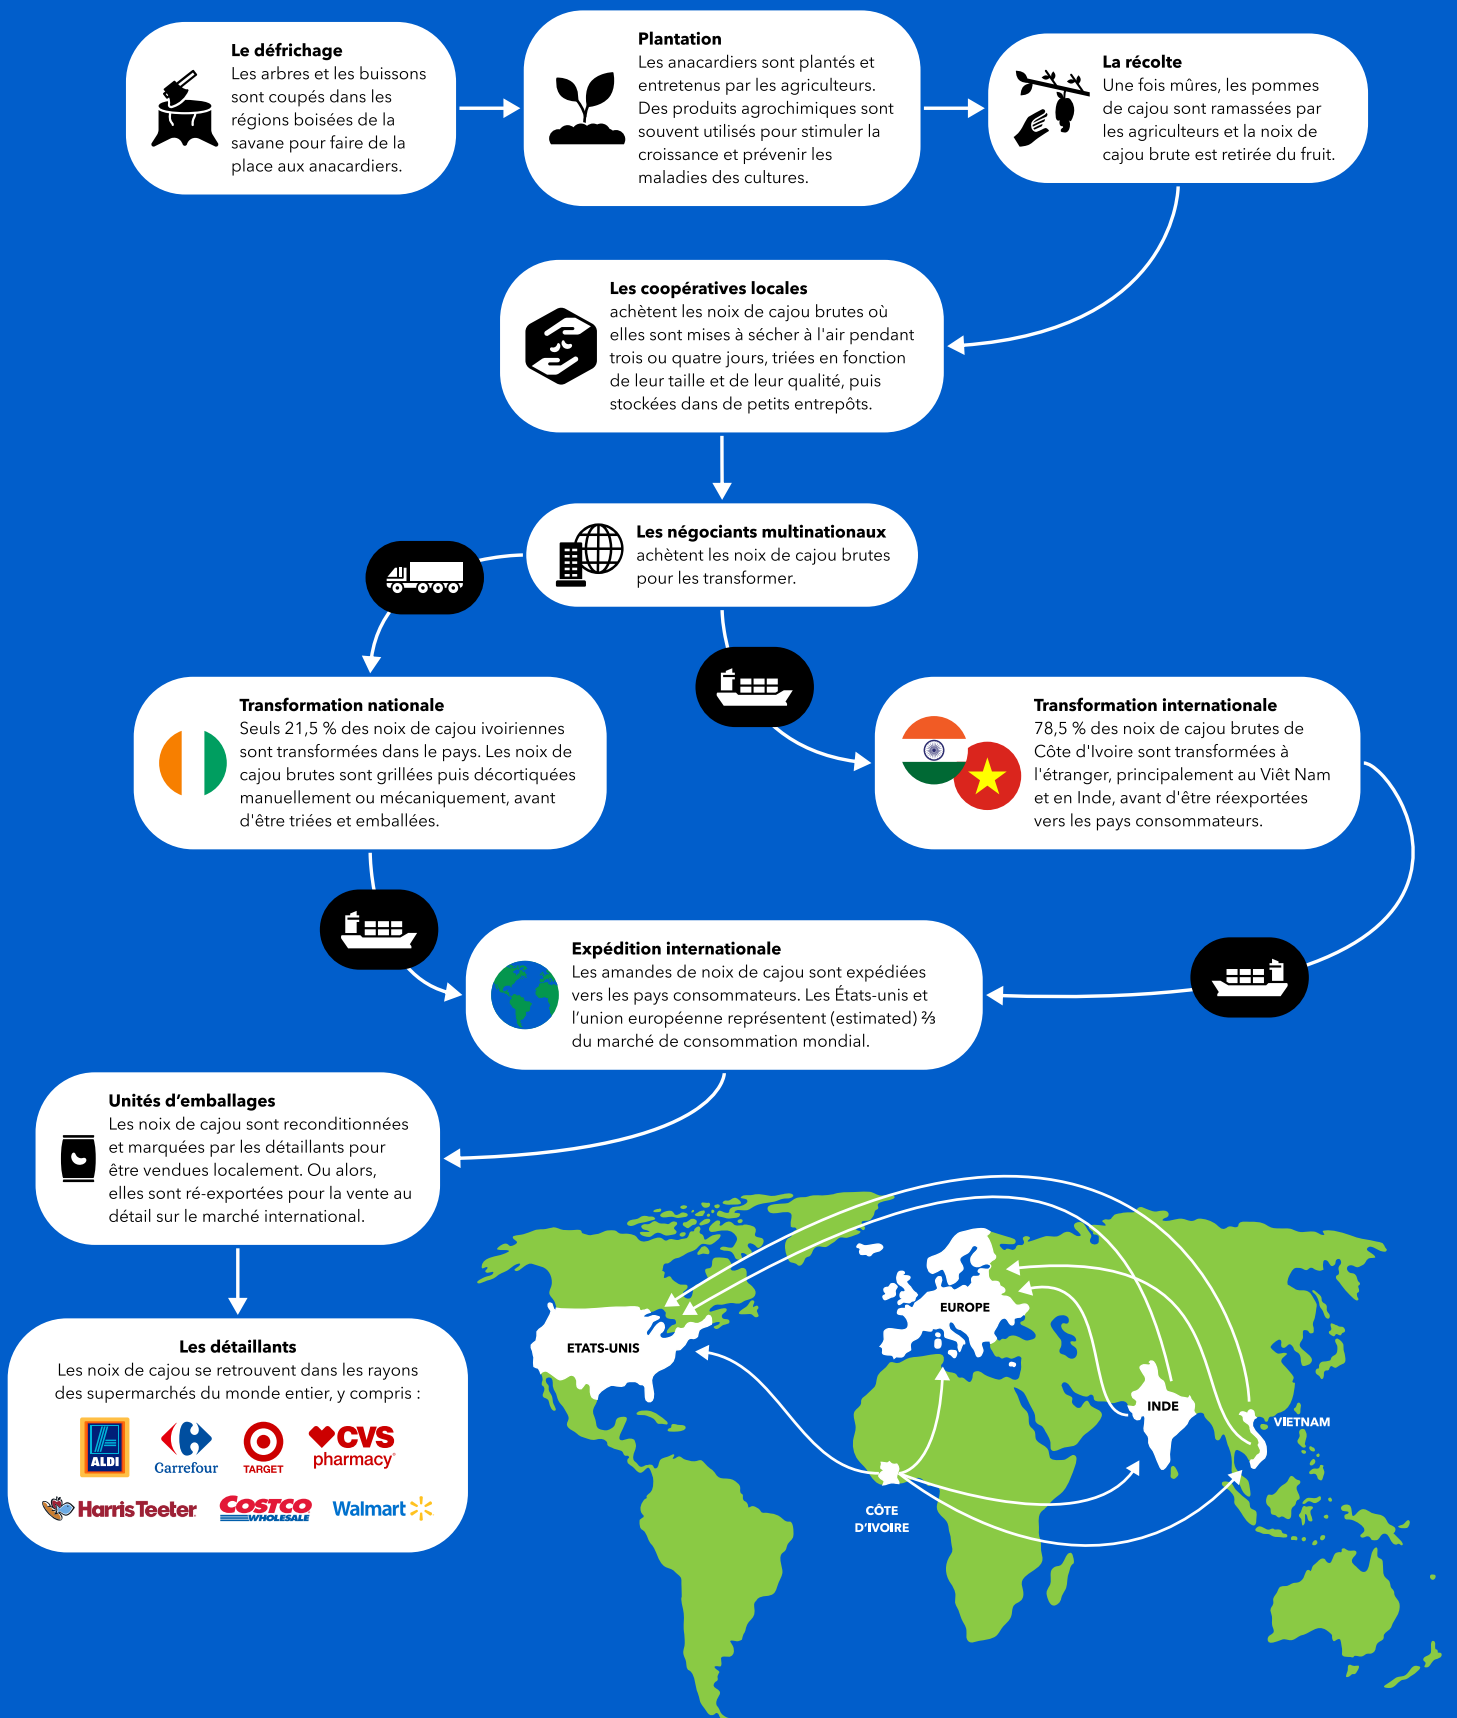 Le défrichage
Les arbres et les buissons
sont coupés dans les
régions boisées de la
savane pour faire de la
place aux anacardiers.
Plantation
Les anacardiers sont plantés et
entretenus par les agriculteurs.
Des produits agrochimiques sont
souvent utilisés pour stimuler la
croissance et prévenir les
maladies des cultures.
La récolte
Une fois mûres, les pommes
de cajou sont ramassées par
les agriculteurs et la noix de
cajou brute est retirée du fruit.
Les coopératives locales
achètent les noix de cajou brutes où
elles sont mises à sécher à l'air pendant
trois ou quatre jours, triées en fonction
de leur taille et de leur qualité, puis
stockées dans de petits entrepôts.
Les négociants multinationaux
achètent les noix de cajou brutes
pour les transformer.
Transformation nationale
Seuls 21,5 % des noix de cajou ivoiriennes
sont transformées dans le pays. Les noix de
cajou brutes sont grillées puis décortiquées
manuellement ou mécaniquement, avant
d'être triées et emballées.
Transformation internationale
78,5 % des noix de cajou brutes de
Côte d'Ivoire sont transformées à
l'étranger, principalement au Viêt Nam
et en Inde, avant d'être réexportées
vers les pays consommateurs.
Expédition internationale
Les amandes de noix de cajou sont expédiées
vers les pays consommateurs. Les États-unis et
l'union européenne représentent (estimated) ⅔
du marché de consommation mondial.
Unités d'emballages
Les noix de cajou sont reconditionnées
et marquées par les détaillants pour
être vendues localement. Ou alors,
elles sont ré-exportées pour la vente au
détail sur le marché international.
Les détaillants
Les noix de cajou se retrouvent dans les rayons
des supermarchés du monde entier, y compris :
ALDI
Carrefour
TARGET
CVS
pharmacy
Harris Teeter
COSTCO
WHOLESALE
Walmart
ETATS-UNIS
EUROPE
INDE
VIETNAM
CÔTE
D'IVOIRE